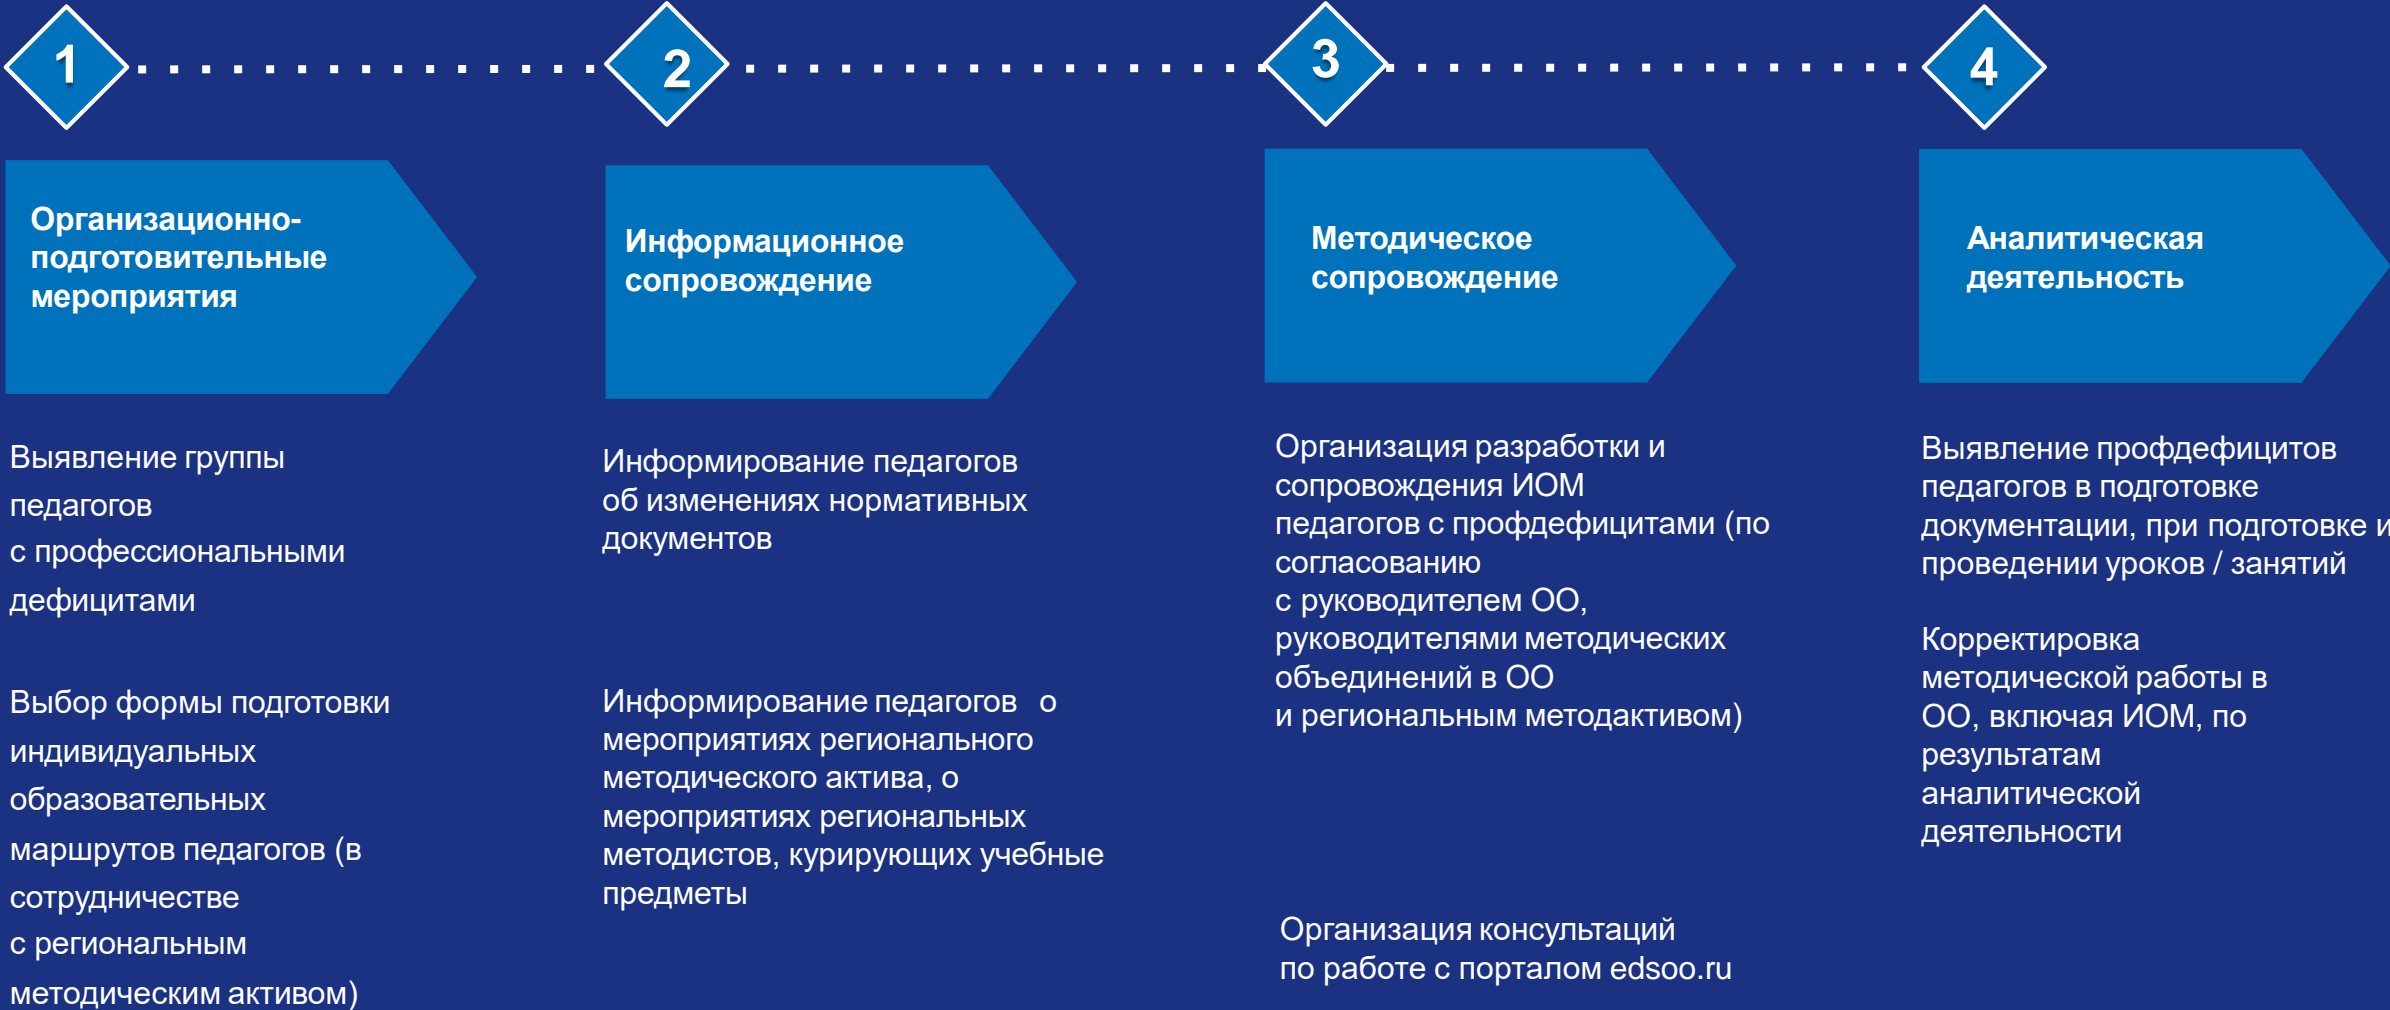 1
2
3
4
Организационно-
подготовительные
мероприятия
Выявление группы
педагогов
с профессиональными
дефицитами
Выбор формы подготовки
индивидуальных
образовательных
маршрутов педагогов (в
сотрудничестве
с региональным
методическим активом)
Информационное
сопровождение
Информирование педагогов
об изменениях нормативных
документов
Информирование педагогов о
мероприятиях регионального
методического актива, о
мероприятиях региональных
методистов, курирующих учебные
предметы
Методическое
сопровождение
Организация разработки и
сопровождения ИОМ
педагогов с профдефицитами (по
согласованию
с руководителем ОО,
руководителями методических
объединений в ОО
и региональным методактивом)
Организация консультаций
по работе с порталом edsoo.ru
Аналитическая
деятельность
Выявление профдефицитов
педагогов в подготовке
документации, при подготовке и
проведении уроков / занятий
Корректировка
методической работы в
ОО, включая ИОМ, по
результатам
аналитической
деятельности